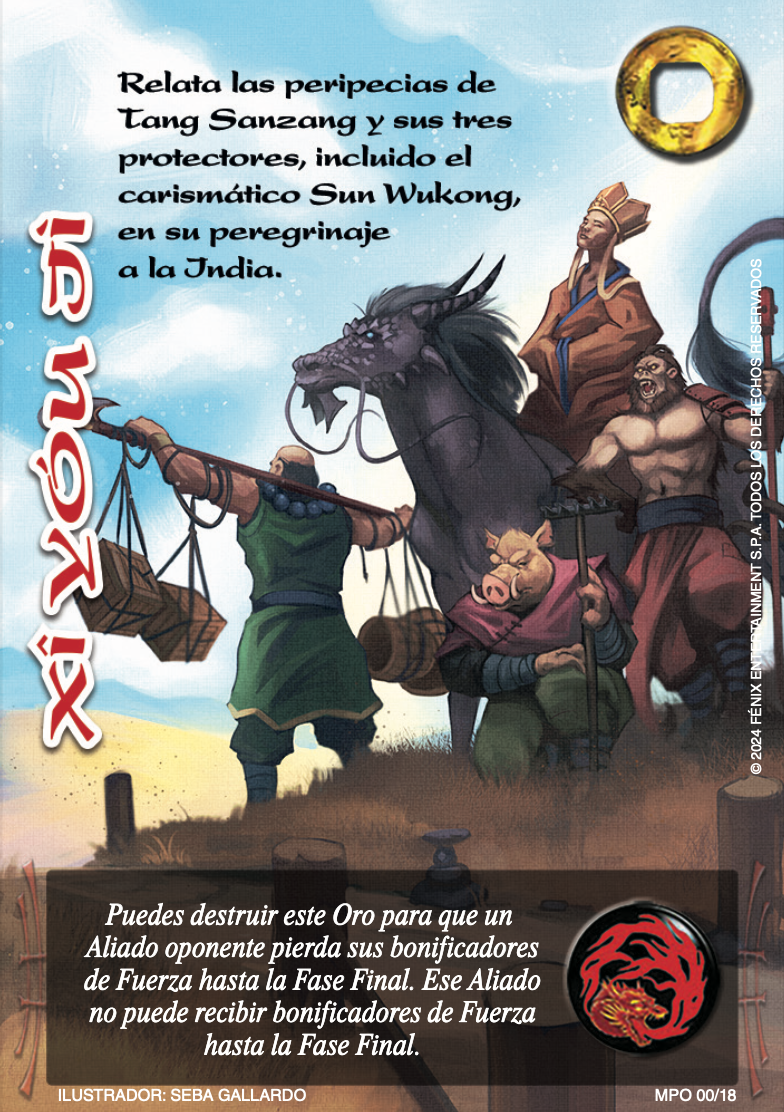 Relata las peripecias de
Tang Sanzang y sus tres
protectores, incluido el
carismático Sun Wukong,
en su peregrinaje
a la India.
Xī Yóu Jì
© 2024 FÉNIX ENTERTAINMENT S.P.A. TODOS LOS DERECHOS RESERVADOS
Puedes destruir este Oro para que un
Aliado oponente pierda sus bonificadores
de Fuerza hasta la Fase Final. Ese Aliado
no puede recibir bonificadores de Fuerza
hasta la Fase Final.
ILUSTRADOR: SEBA GALLARDO
MPO 00/18